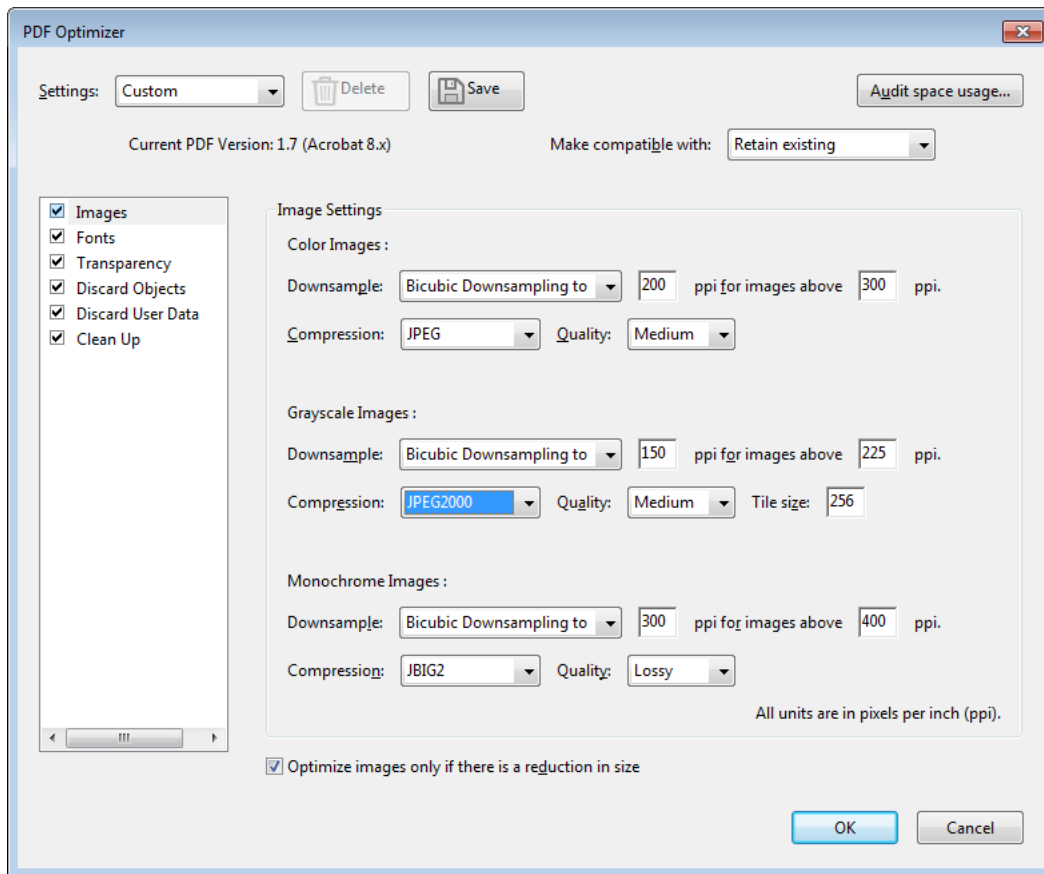 PDF Optimizer
Settings: Custom Delete Save Audit space usage...
Current PDF Version: 1.7 (Acrobat 8.x) Make compatible with: Retain existing
Images
Fonts
Transparency
Discard Objects
Discard User Data
Clean Up
Image Settings
Color Images :
Downsample: Bicubic Downsampling to 200 ppi for images above 300 ppi.
Compression: JPEG Quality: Medium
Grayscale Images :
Downsample: Bicubic Downsampling to 150 ppi for images above 225 ppi.
Compression: JPEG2000 Quality: Medium Tile size: 256
Monochrome Images :
Downsample: Bicubic Downsampling to 300 ppi for images above 400 ppi.
Compression: JBIG2 Quality: Lossy
All units are in pixels per inch (ppi).
Optimize images only if there is a reduction in size
OK Cancel